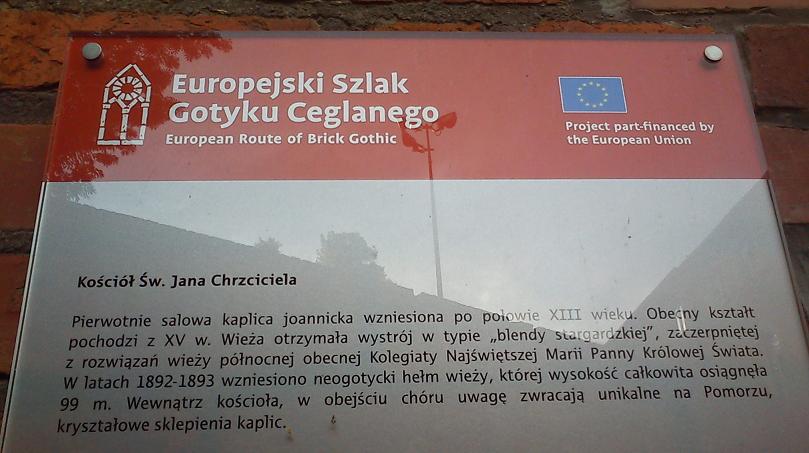 Europejski Szlak
Gotyku Ceglanego
European Route of Brick Gothic
Project part-financed by
the European Union
Kościół Św. Jana Chrzciciela
Pierwotnie salowa kaplica joannicka wzniesiona po połowie XIII wieku. Obecny kształt
pochodzi z XV w. Wieża otrzymała wystrój w typie „blendy stargardzkiej”, zaczerpniętej
z rozwiązań wieży północnej obecnej Kolegiaty Najświętszej Marii Panny Królowej Świata.
W latach 1892-1893 wzniesiono neogotycki hełm wieży, której wysokość całkowita osiągnęła
99 m. Wewnątrz kościoła, w obejściu chóru uwagę zwracają unikalne na Pomorzu,
kryształowe sklepienia kaplic.